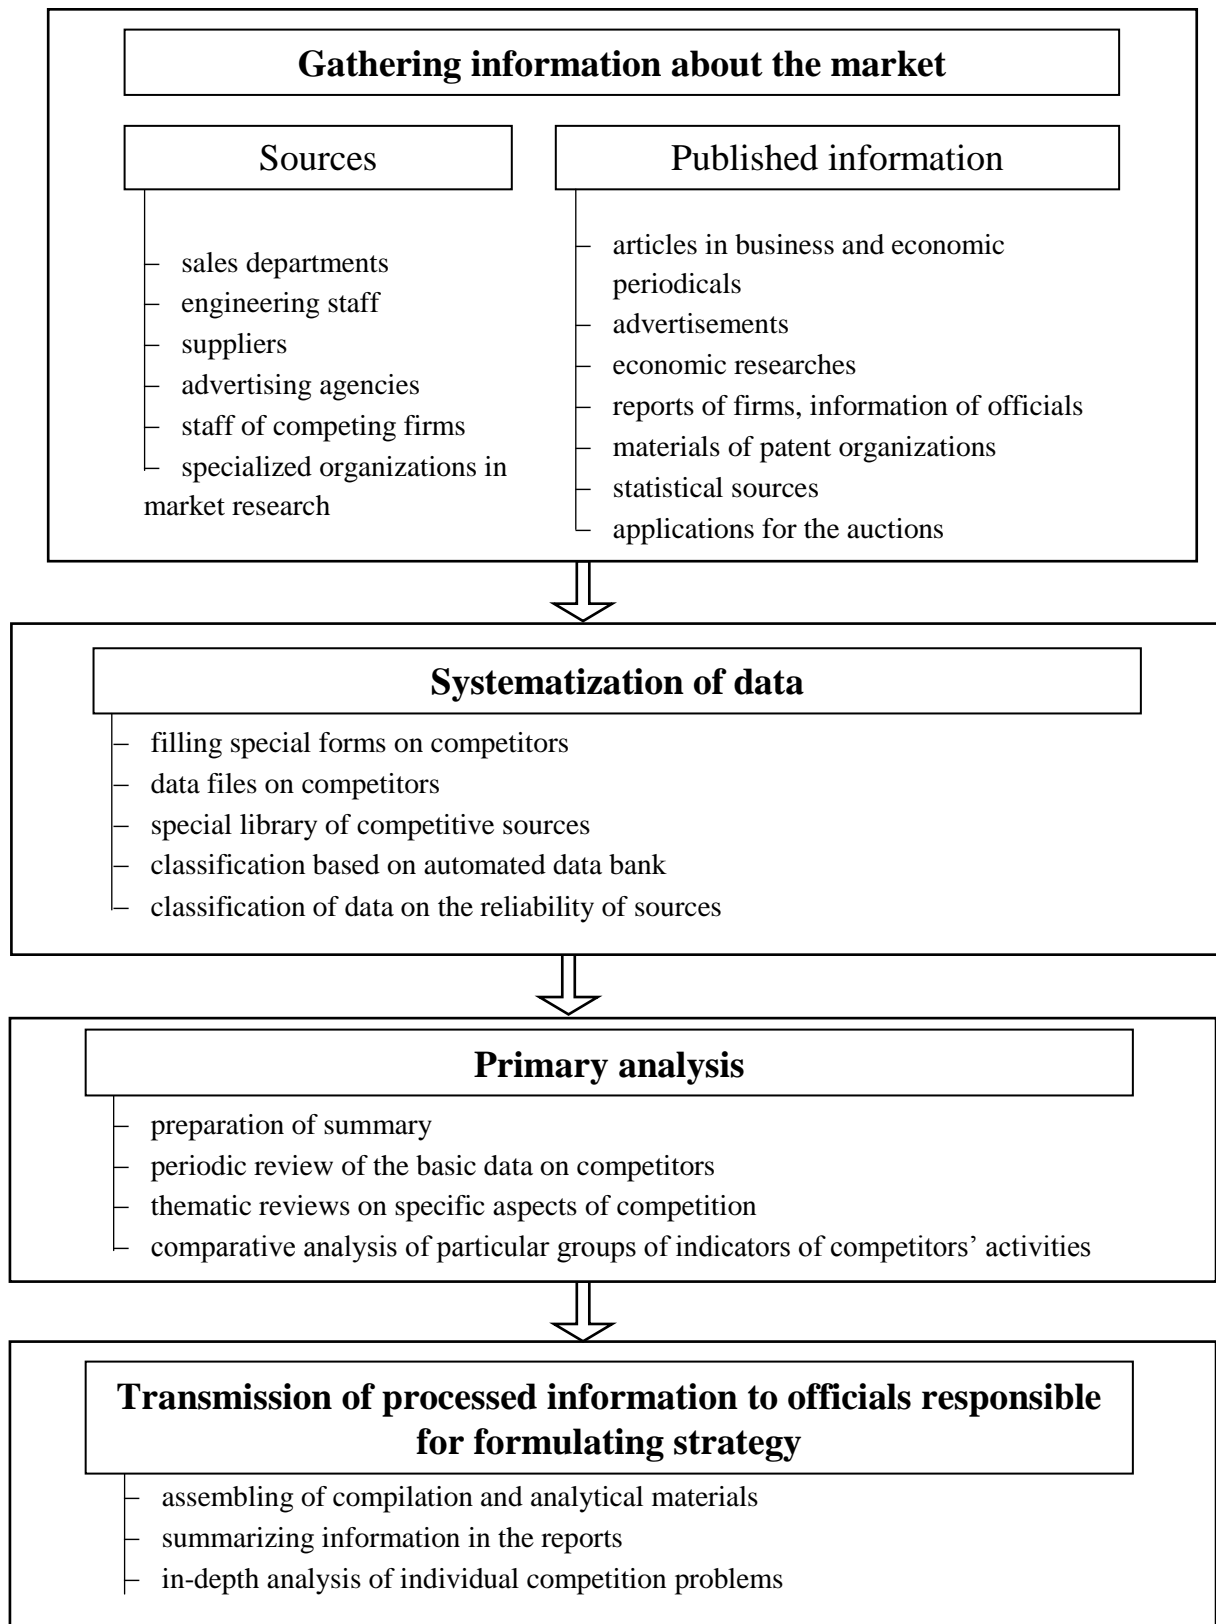 Gathering information about the market
Sources
– sales departments
– engineering staff
– suppliers
– advertising agencies
– staff of competing firms
– specialized organizations in
market research
Published information
– articles in business and economic
periodicals
– advertisements
– economic researches
– reports of firms, information of officials
– materials of patent organizations
– statistical sources
– applications for the auctions
Systematization of data
– filling special forms on competitors
– data files on competitors
– special library of competitive sources
– classification based on automated data bank
– classification of data on the reliability of sources
Primary analysis
– preparation of summary
– periodic review of the basic data on competitors
– thematic reviews on specific aspects of competition
– comparative analysis of particular groups of indicators of competitors’ activities
Transmission of processed information to officials responsible
for formulating strategy
– assembling of compilation and analytical materials
– summarizing information in the reports
– in-depth analysis of individual competition problems